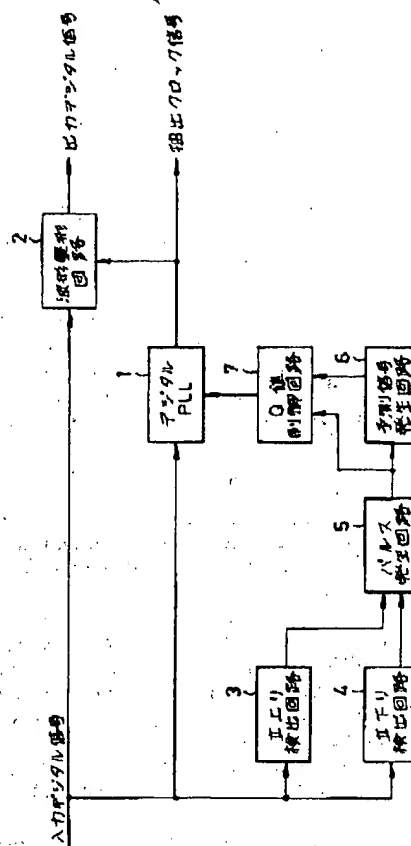 入力デジタル信号
2
波形整形
回路
出力デジタル信号
1
デジタル
PLL
抽出クロック信号
3
立上り
検出回路
4
立下り
検出回路
5
パルス
発生回路
6
予測信号
発生回路
7
Q値
制御回路